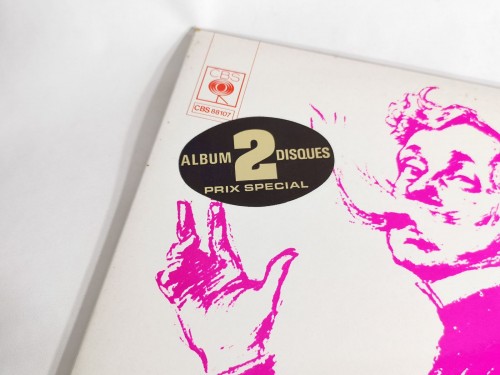 CBS
CBS 88107
ALBUM 2 DISQUES
PRIX SPECIAL